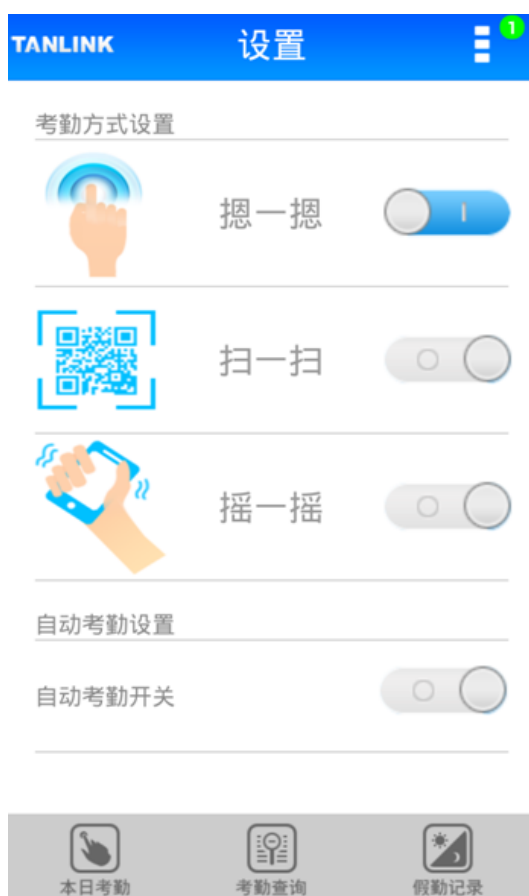 TANLINK
设置
1
考勤方式设置
摁一摁
扫一扫
摇一摇
自动考勤设置
自动考勤开关
本日考勤
考勤查询
假勤记录